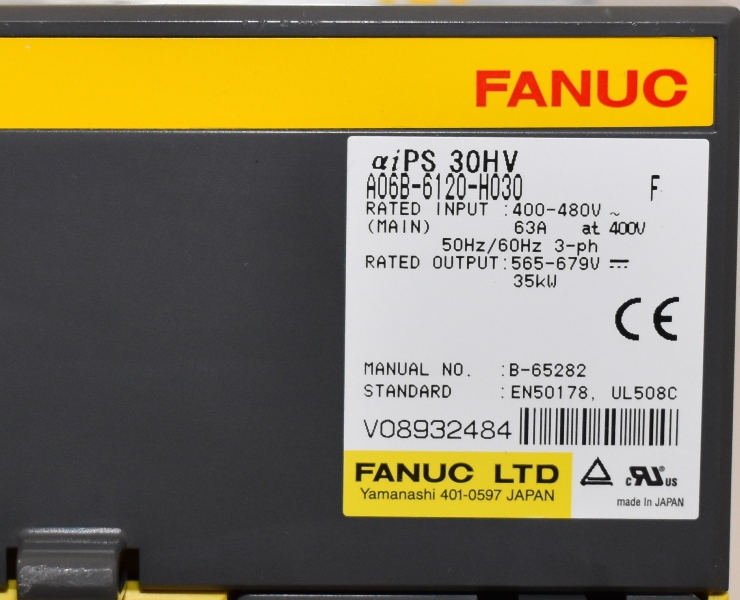 FANUC
αiPS 30HV
A06B-6120-H030 F
RATED INPUT :400-480V ~
(MAIN) 63A at 400V
50Hz/60Hz 3-ph
RATED OUTPUT:565-679V ⎓
35kW
CE
MANUAL NO. :B-65282
STANDARD :EN50178, UL508C
V08932484
FANUC LTD
Yamanashi 401-0597 JAPAN
c RU us
made In JAPAN